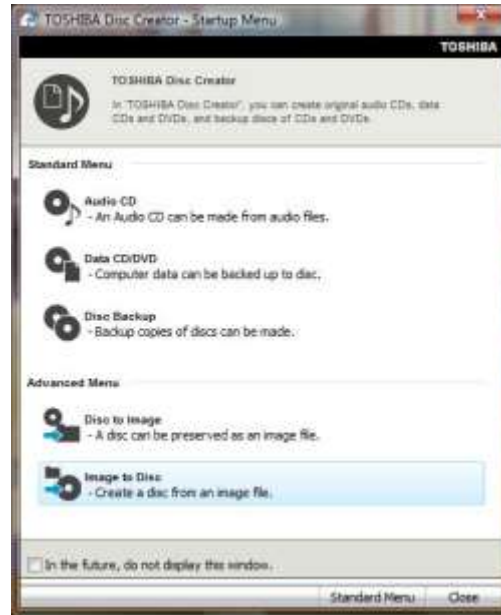 TOSHIBA Disc Creator - Startup Menu
TOSHIBA
TOSHIBA Disc Creator
In "TOSHIBA Disc Creator", you can create original audio CDs, data
CDs and DVDs, and backup discs of CDs and DVDs.
Standard Menu
Audio CD
- An Audio CD can be made from audio files.
Data CD/DVD
- Computer data can be backed up to disc.
Disc Backup
- Backup copies of discs can be made.
Advanced Menu
Disc to Image
- A disc can be preserved as an image file.
Image to Disc
- Create a disc from an image file.
In the future, do not display this window.
Standard Menu
Close